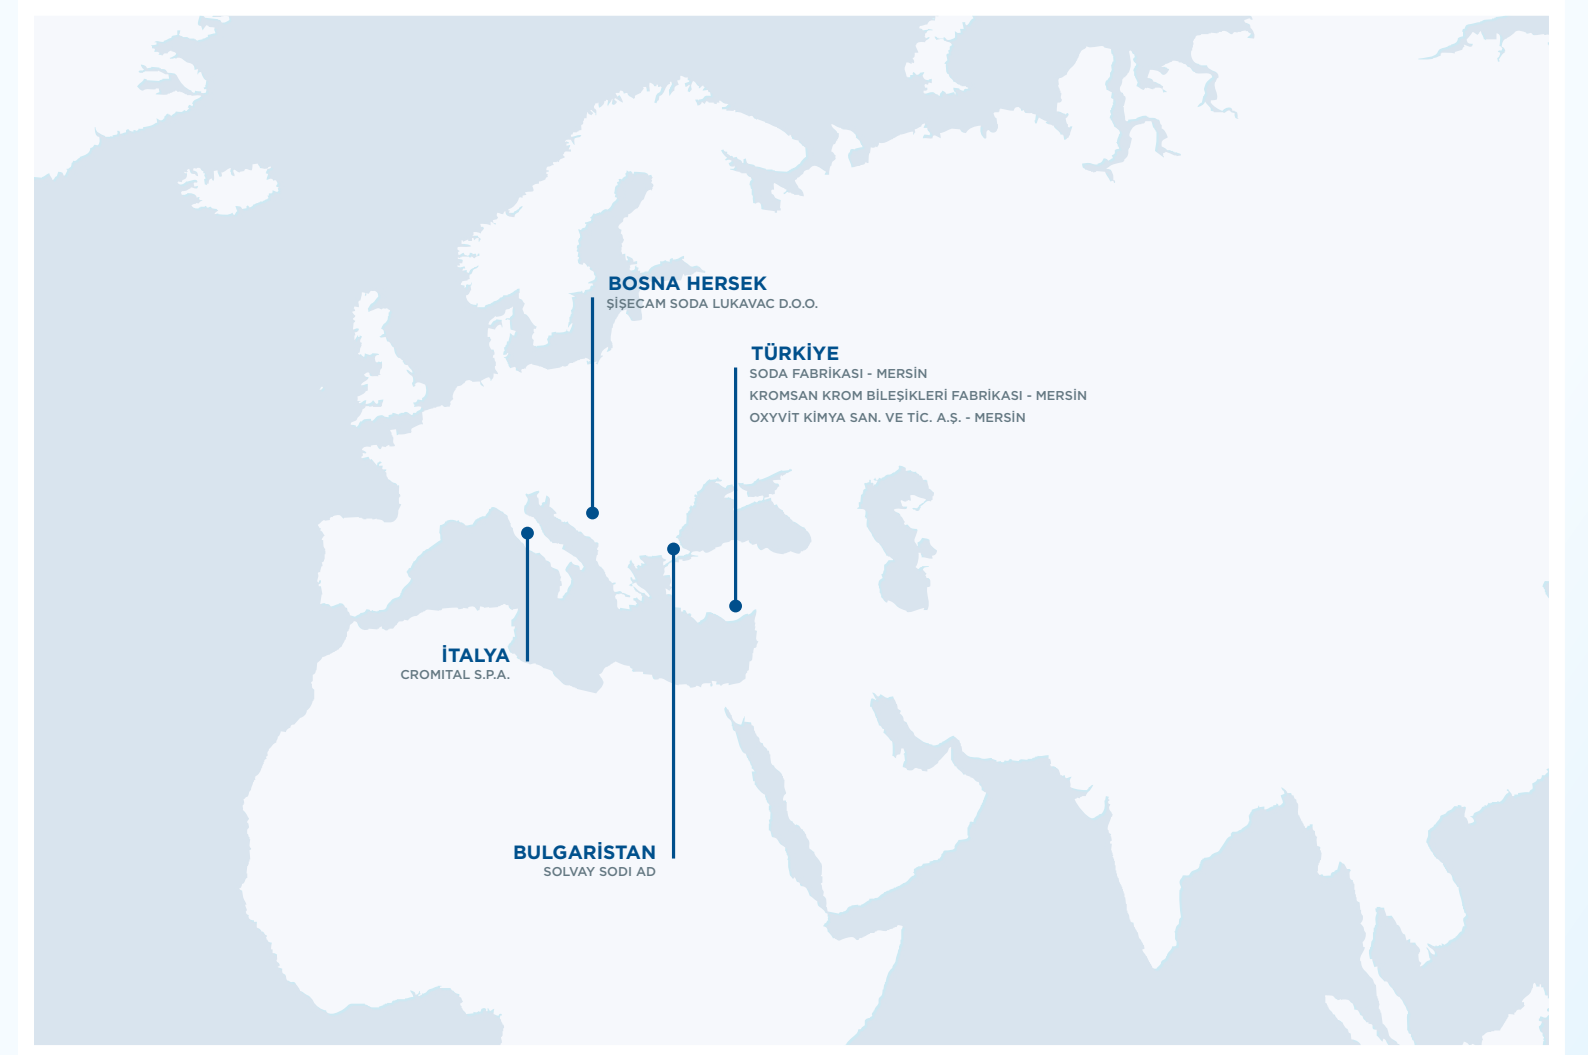 BOSNA HERSEK
ŞİŞECAM SODA LUKAVAC D.O.O.
TÜRKİYE
SODA FABRİKASI - MERSİN
KROMSAN KROM BİLEŞİKLERİ FABRİKASI - MERSİN
OXYVİT KİMYA SAN. VE TİC. A.Ş. - MERSİN
İTALYA
CROMITAL S.P.A.
BULGARİSTAN
SOLVAY SODI AD